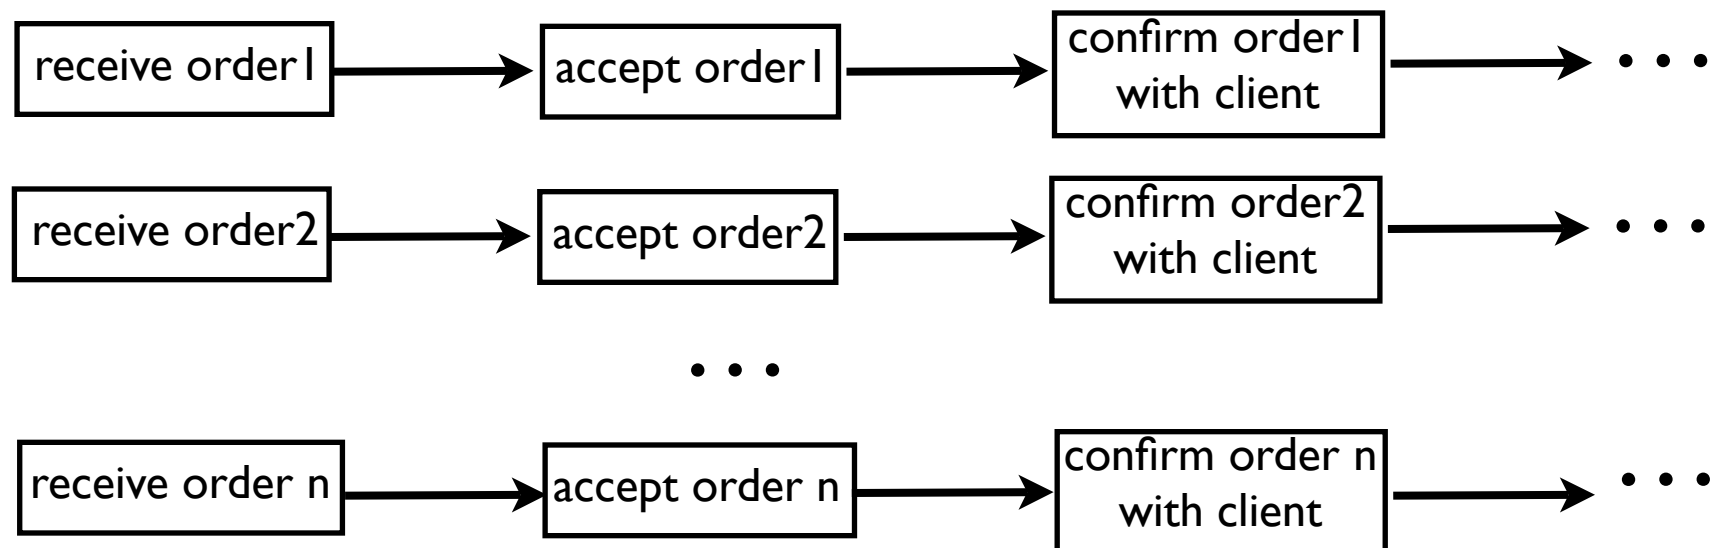 receive order1
accept order1
confirm order1
with client
. . .
receive order2
accept order2
confirm order2
with client
. . .
. . .
receive order n
accept order n
confirm order n
with client
. . .